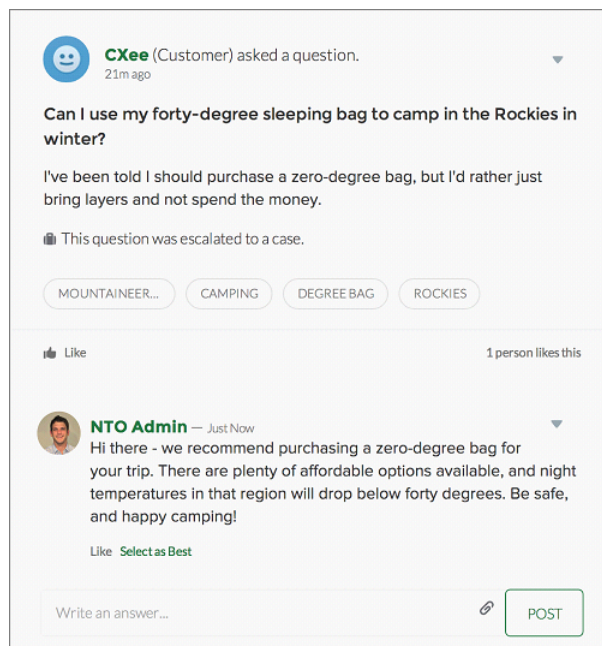 CXee (Customer) asked a question.
21m ago
Can I use my forty-degree sleeping bag to camp in the Rockies in
winter?
I've been told I should purchase a zero-degree bag, but I'd rather just
bring layers and not spend the money.
This question was escalated to a case.
MOUNTAINEER... CAMPING DEGREE BAG ROCKIES
Like 1 person likes this
NTO Admin — Just Now
Hi there - we recommend purchasing a zero-degree bag for
your trip. There are plenty of affordable options available, and night
temperatures in that region will drop below forty degrees. Be safe,
and happy camping!
Like Select as Best
Write an answer... POST